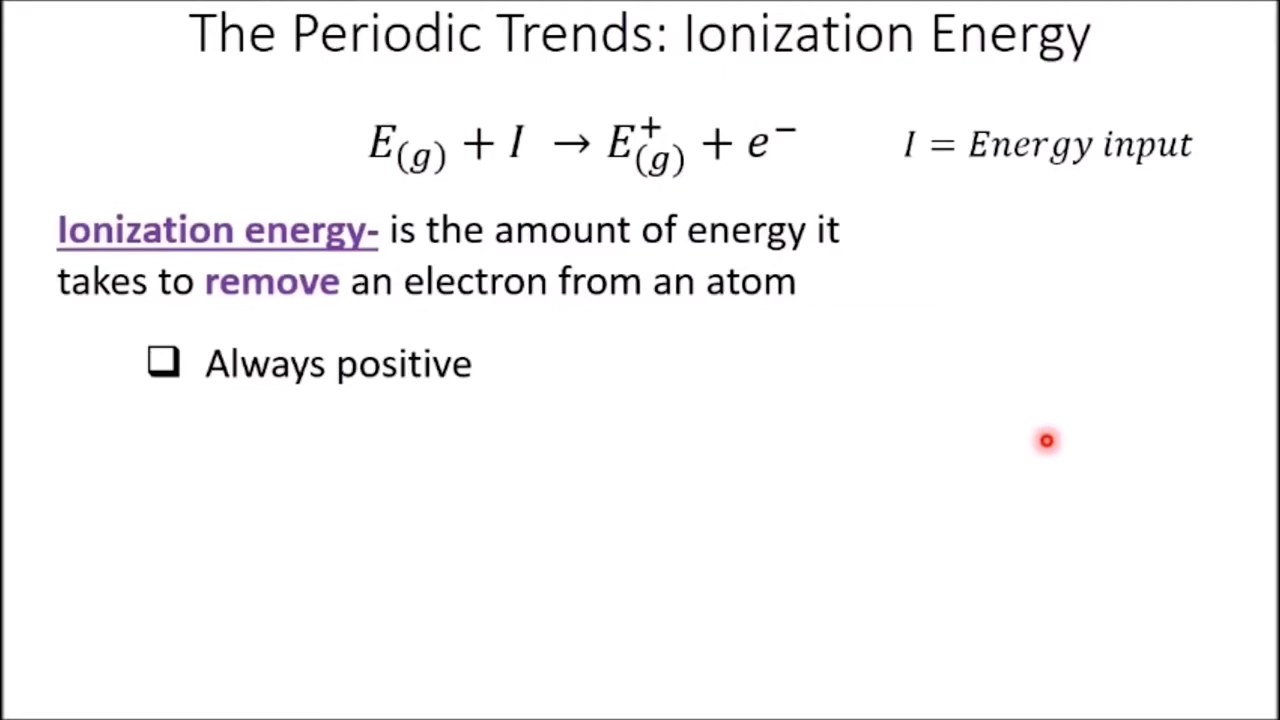 The Periodic Trends: Ionization Energy
E(g) + I → E⁺(g) + e⁻ I = Energy input
Ionization energy- is the amount of energy it
takes to remove an electron from an atom
❑ Always positive